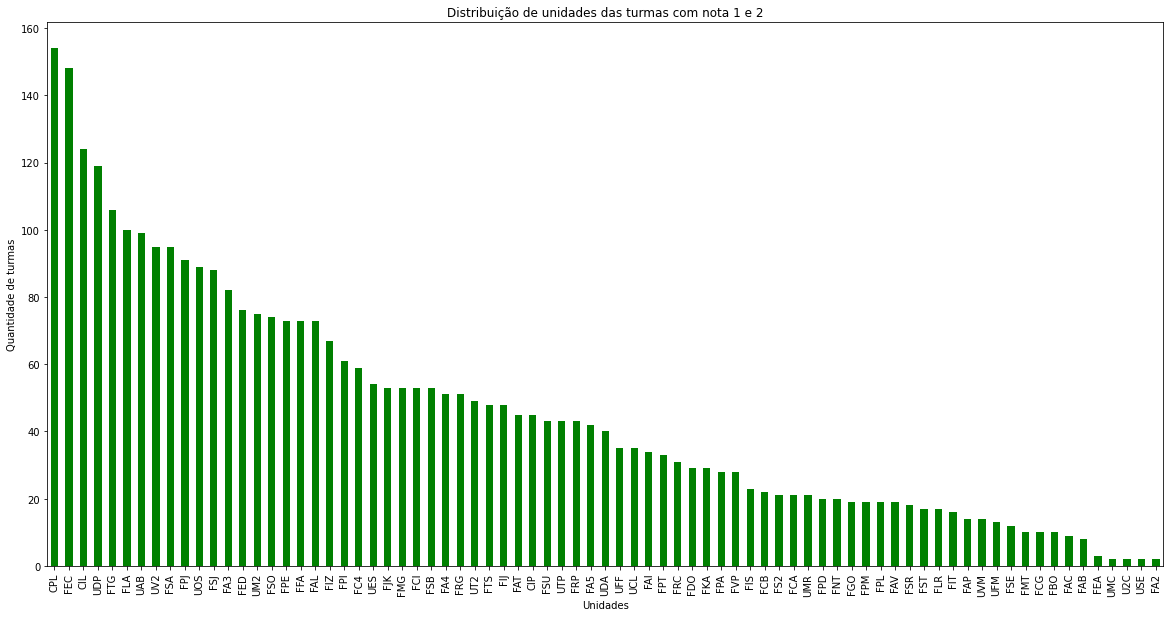 Distribuição de unidades das turmas com nota 1 e 2
160
140
120
100
80
60
40
20
0
Quantidade de turmas
CPL FEC CIL UDP FTG FLA UAB UV2 FSA FPJ UOS FSJ FA3 FED UM2 FSO FPE FFA FAL FIZ FPI FC4 UES FJK FMG FCI FSB FA4 FRG UT2 FTS FIJ FAT CIP FSU UTP FRP FA5 UDA UFF UCL FAI FPT FRC FDO FKA FPA FVP FIS FCB FS2 FCA UMR FPD FNT FGO FPM FPL FAV FSR FST FLR FIT FAP UVM UFM FSE FMT FCG FBO FAC FAB FEA UMC U2C USE FA2
Unidades